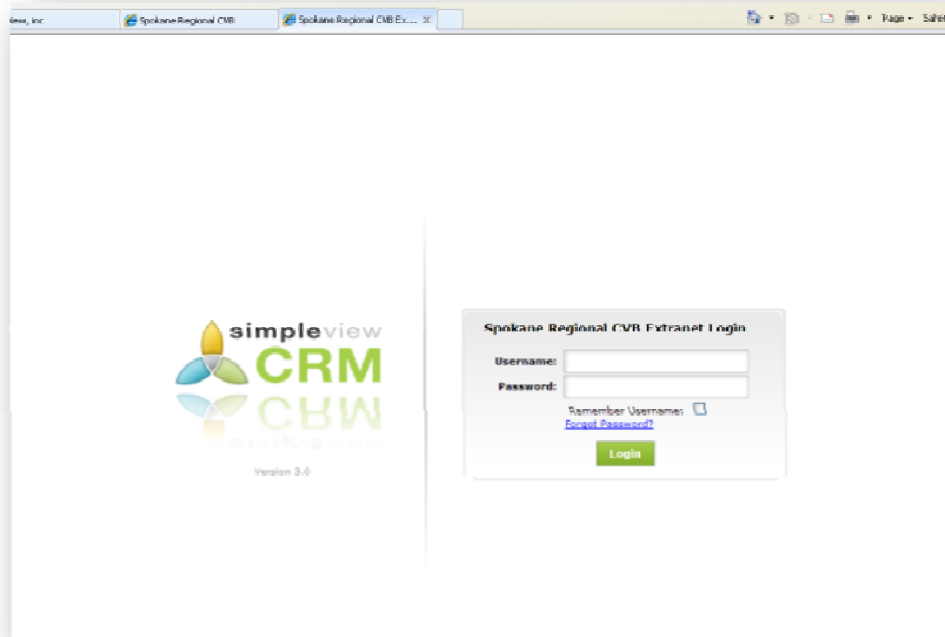 Spokane Regional CVB
Spokane Regional CVB Ex...
Page
simpleview
CRM
Version 3.0
Spokane Regional CVB Extranet Login
Username:
Password:
Remember Username:
Forgot Password?
Login